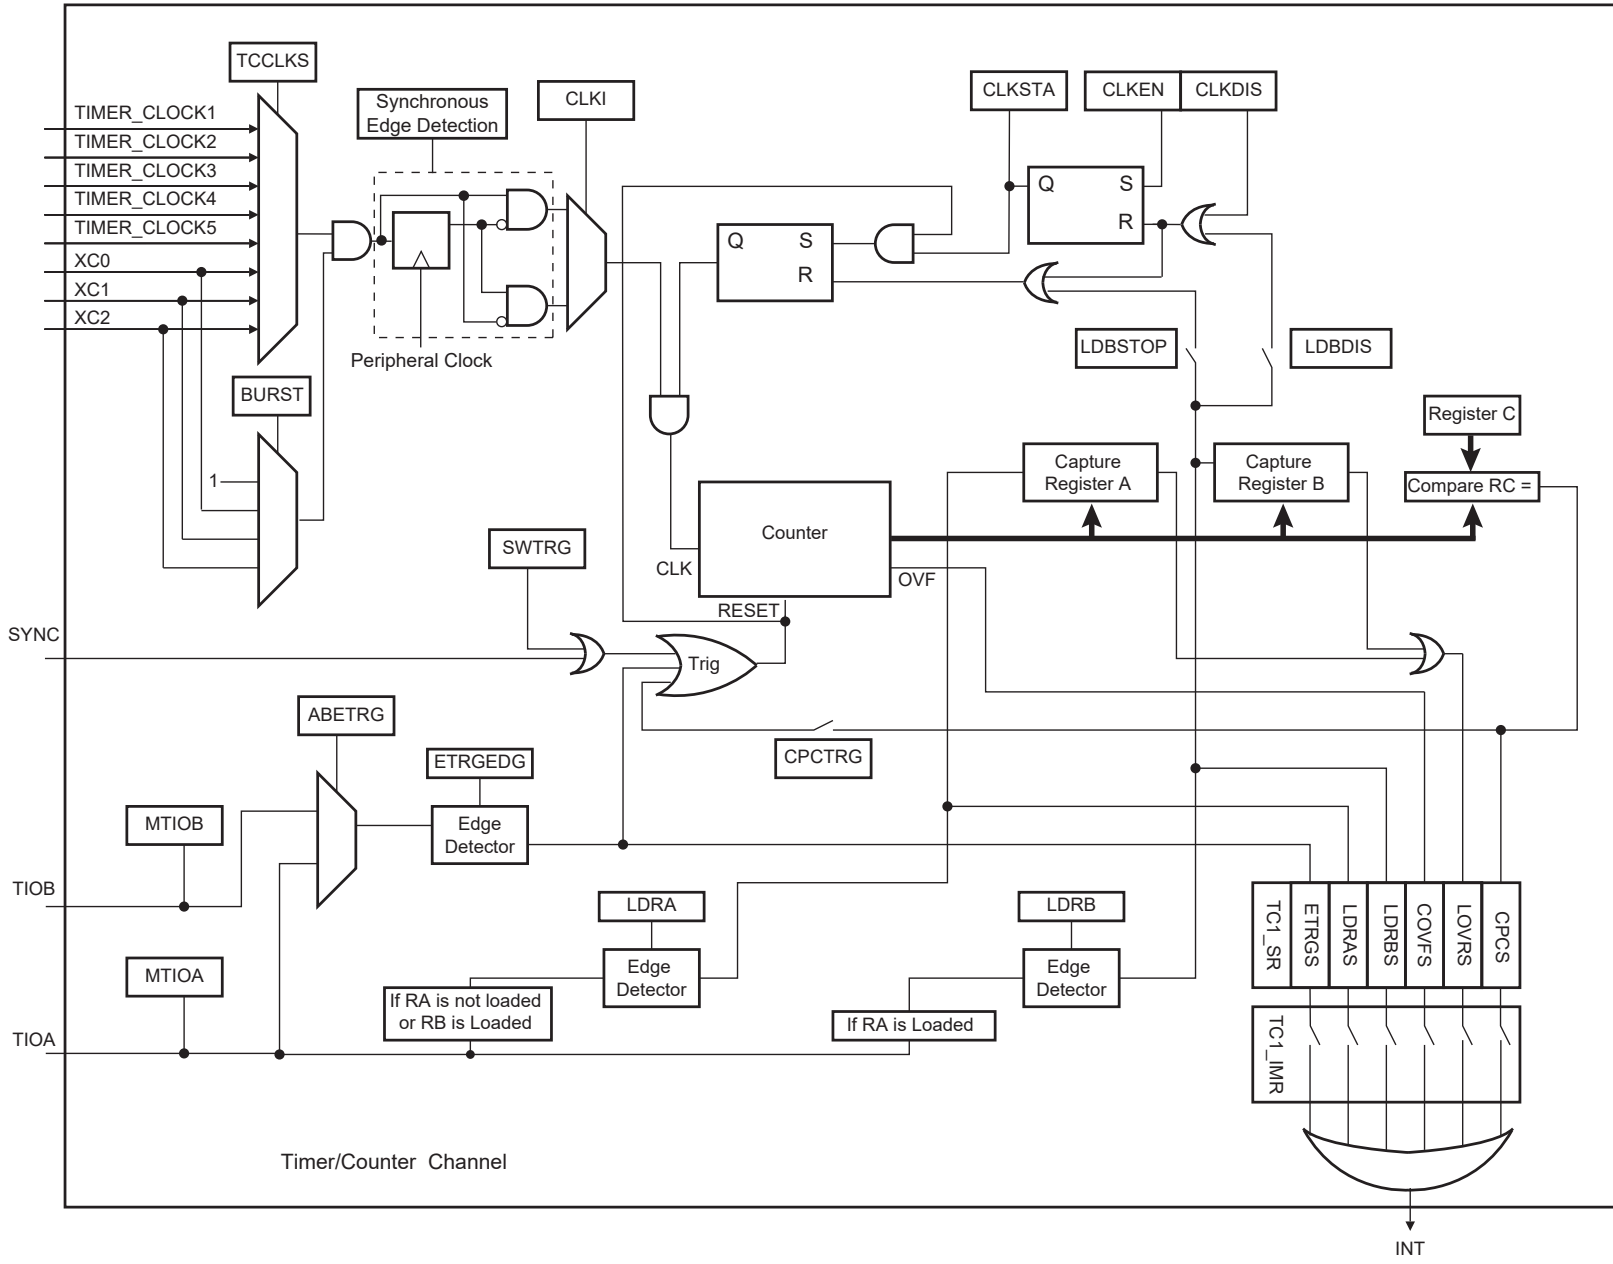 TCCLKS
TIMER_CLOCK1
TIMER_CLOCK2
TIMER_CLOCK3
TIMER_CLOCK4
TIMER_CLOCK5
XC0
XC1
XC2
Synchronous
Edge Detection
CLKI
Peripheral Clock
BURST
1
CLKSTA
CLKEN
CLKDIS
Q
S
R
Q
S
R
LDBSTOP
LDBDIS
Register C
Capture
Register A
Capture
Register B
Compare RC =
Counter
CLK
OVF
RESET
SWTRG
SYNC
Trig
ABETRG
ETRGEDG
CPCTRG
MTIOB
Edge
Detector
TIOB
LDRA
LDRB
MTIOA
Edge
Detector
Edge
Detector
If RA is not loaded
or RB is Loaded
If RA is Loaded
TIOA
TC1_SR
ETRGS
LDRAS
LDRBS
COVFS
LOVRS
CPCS
TC1_IMR
Timer/Counter Channel
INT